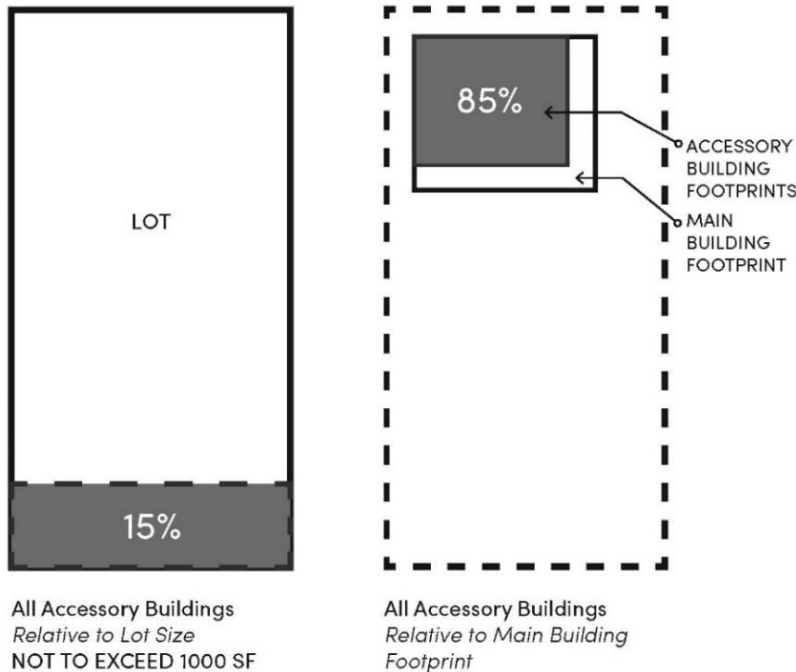 LOT
15%
All Accessory Buildings
Relative to Lot Size
NOT TO EXCEED 1000 SF
85%
ACCESSORY
BUILDING
FOOTPRINTS
MAIN
BUILDING
FOOTPRINT
All Accessory Buildings
Relative to Main Building
Footprint